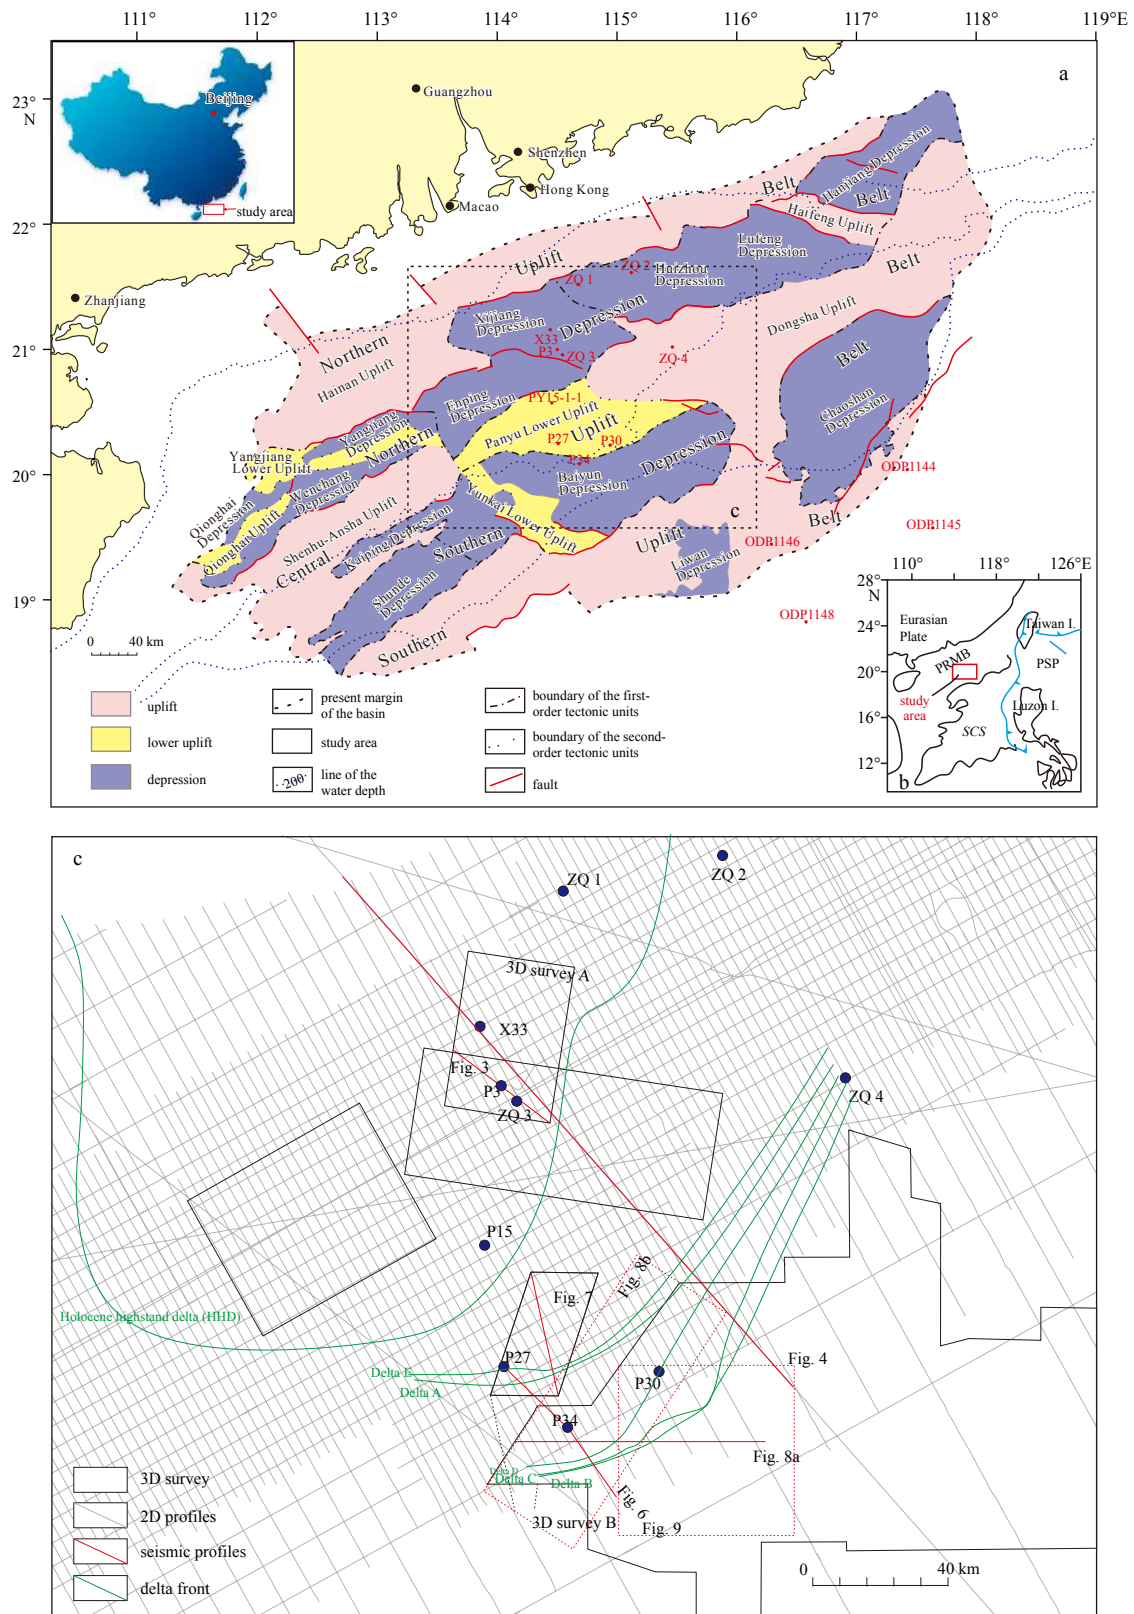 111° 112° 113° 114° 115° 116° 117° 118° 119°E
a
23°
N
22°
21°
20°
19°
Beijing
study area
Guangzhou
Shenzhen
Hong Kong
Macao
Zhanjiang
Belt
Hanjiang Depression
Belt
Haifeng Uplift
Lufeng
Depression
Belt
Uplift
ZQ 2
Huizhou
Depression
ZQ 1
Xijiang
Depression
Depression
Dongsha Uplift
X33
P3
ZQ 3
ZQ 4
Northern
Hainan Uplift
Belt
Chaoshan
Depression
Enping
Depression
PY15-1-1
Panyu Lower Uplift
Uplift
P27
P30
P34
Yangjiang
Depression
Northern
Yangjiang
Lower Uplift
Depression
Baiyun
Depression
ODP1144
Wenchang
Depression
Qionghai
Depression
Qionghai Uplift
Yunkai Lower Uplift
c
Belt
ODP1145
Shenhu-Ansha Uplift
Central
Kaiping Depression
Southern
Uplift
ODP1146
Liwan
Depression
Shunde
Depression
Southern
ODP1148
0 40 km
uplift
lower uplift
depression
present margin
of the basin
study area
200
line of the
water depth
boundary of the first-
order tectonic units
boundary of the second-
order tectonic units
fault
110° 118° 126°E
28°
N
24°
20°
16°
12°
Eurasian
Plate
Taiwan I.
PRMB
PSP
study
area
Luzon I.
SCS
b
c
ZQ 1
ZQ 2
3D survey A
X33
Fig. 3
P3
ZQ 3
ZQ 4
P15
Fig. 8b
Fig. 7
Holocene highstand delta (HHD)
P27
Fig. 4
Delta E
Delta A
P30
P34
Fig. 8a
Delta D
Delta C
Delta B
Fig. 6
3D survey B
Fig. 9
3D survey
2D profiles
seismic profiles
delta front
0 40 km